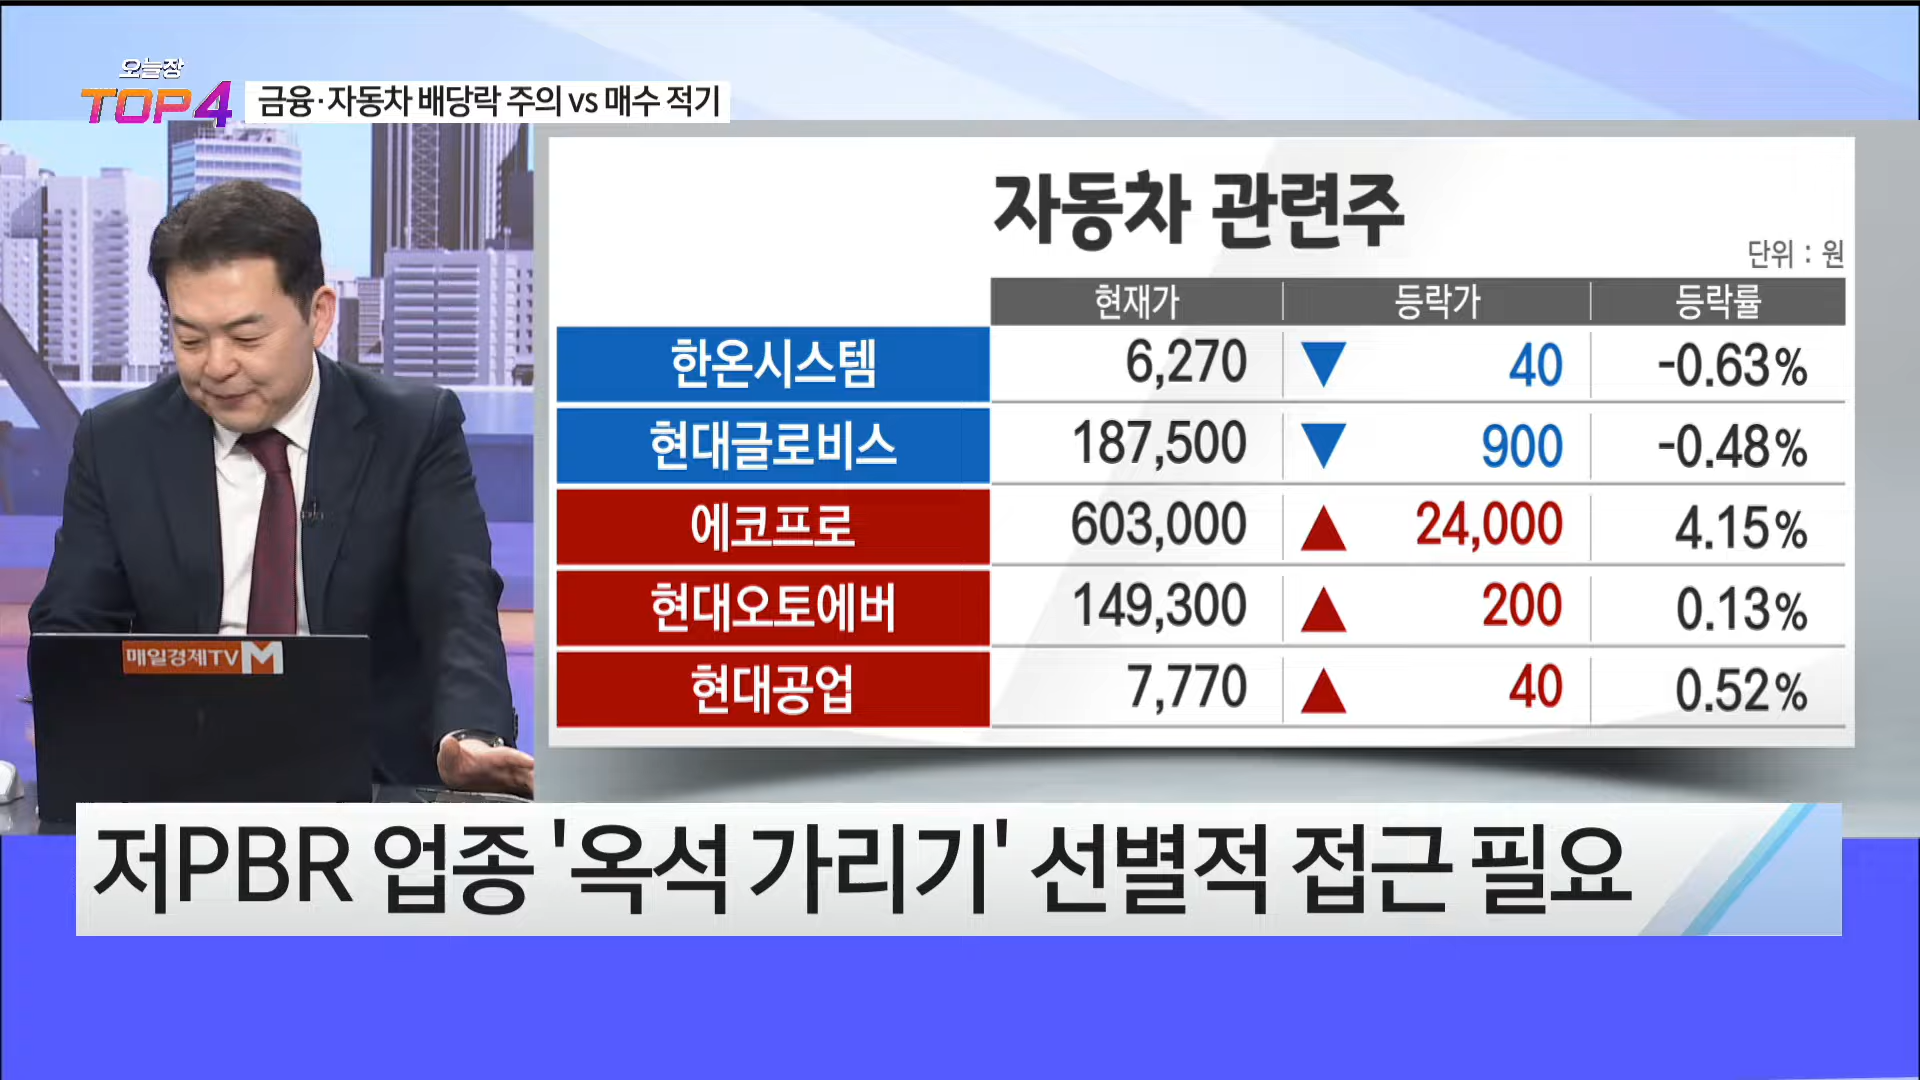 오늘장
TOP4
금융·자동차 배당락 주의 vs 매수 적기
자동차 관련주
단위 : 원
현재가 등락가 등락률
한온시스템 6,270 ▼ 40 -0.63%
현대글로비스 187,500 ▼ 900 -0.48%
에코프로 603,000 ▲ 24,000 4.15%
현대오토에버 149,300 ▲ 200 0.13%
현대공업 7,770 ▲ 40 0.52%
매일경제TV M
저PBR 업종 '옥석 가리기' 선별적 접근 필요